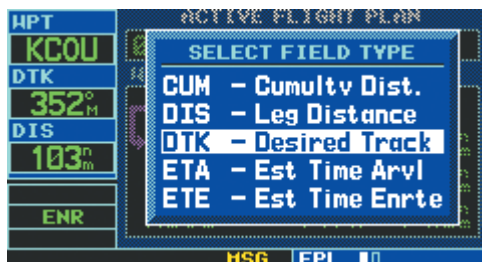 WPT
KCOU
DTK
352°M
DIS
103nm
ENR
ACTIVE FLIGHT PLAN
SELECT FIELD TYPE
CUM – Cumultv Dist.
DIS – Leg Distance
DTK – Desired Track
ETA – Est Time Arvl
ETE – Est Time Enrte
MSG FPL